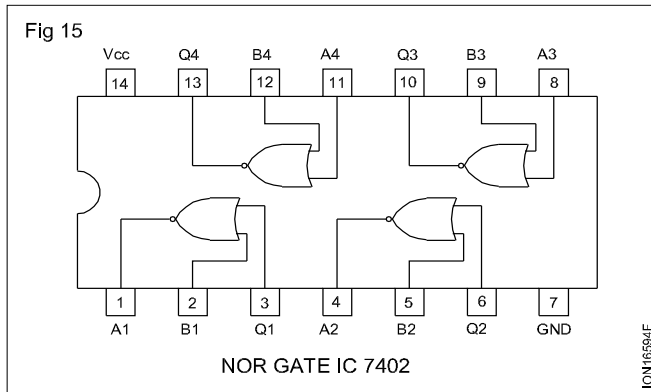 Fig 15
Vcc Q4 B4 A4 Q3 B3 A3
14 13 12 11 10 9 8
1 2 3 4 5 6 7
A1 B1 Q1 A2 B2 Q2 GND
NOR GATE IC 7402
ION16594F